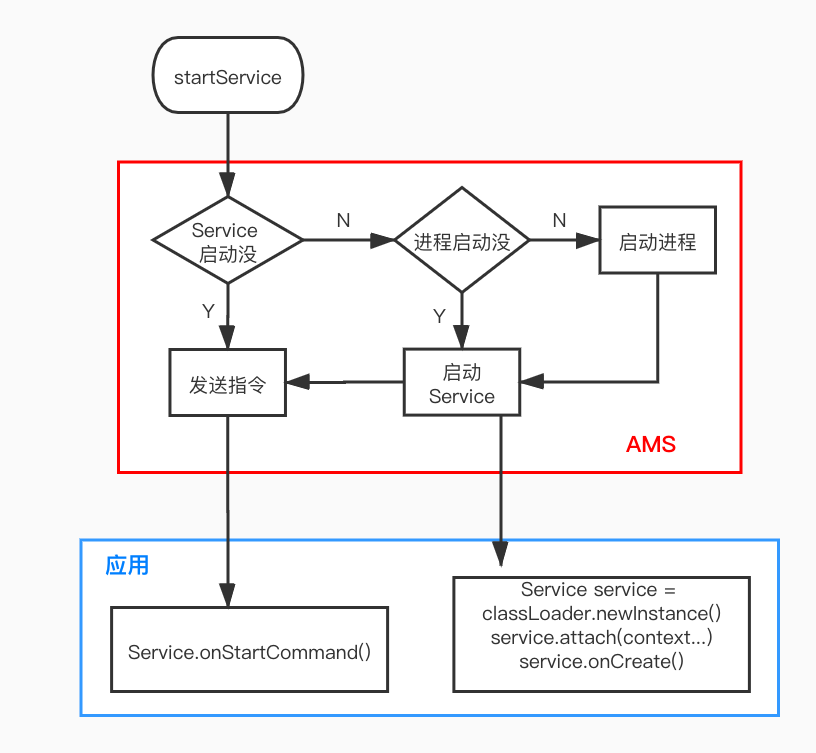 startService
Service
启动没
N
进程启动没
N
启动进程
Y
Y
发送指令
启动
Service
AMS
应用
Service.onStartCommand()
Service service =
classLoader.newInstance()
service.attach(context...)
service.onCreate()